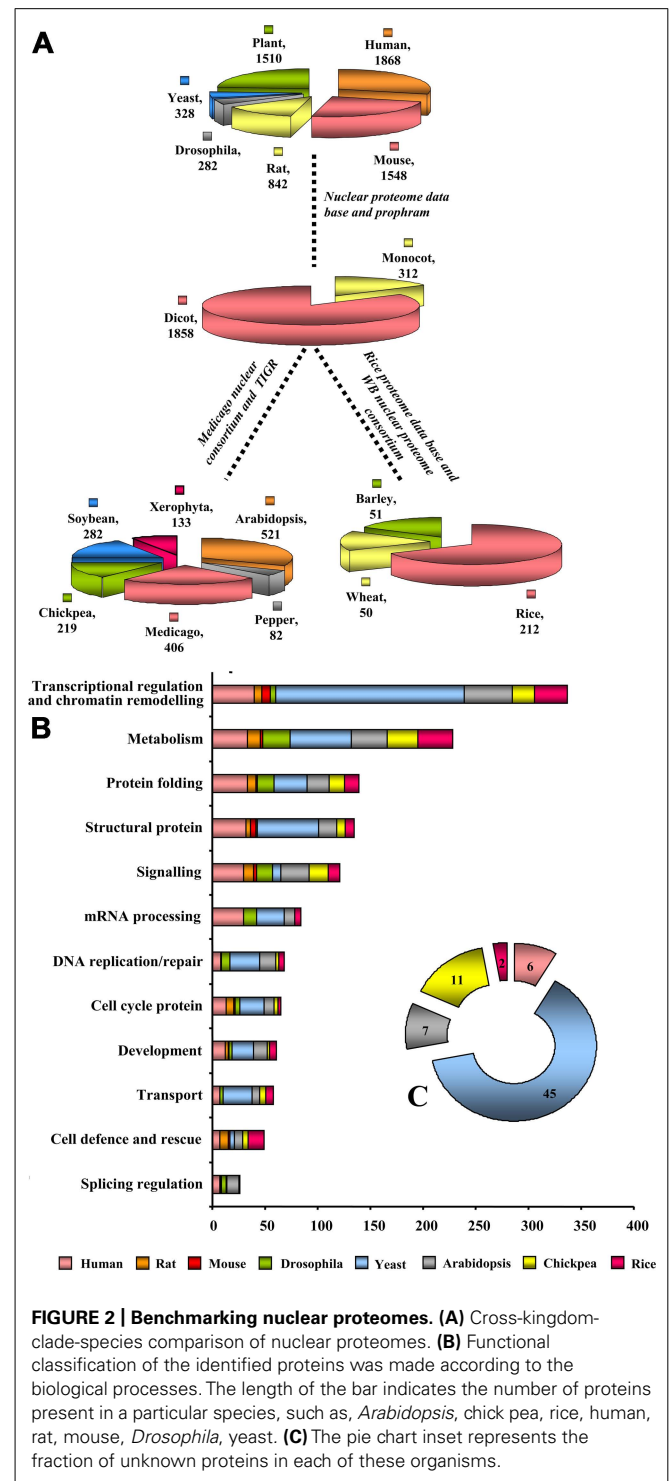 A
Plant,
1510
Human,
1868
Yeast,
328
Drosophila,
282
Rat,
842
Mouse,
1548
Nuclear proteome data
base and prophram
Monocot,
312
Dicot,
1858
Medicago nuclear
consortium and TIGR
Rice proteome data base and
WB nuclear proteome
consortium
Xerophyta,
133
Soybean,
282
Arabidopsis,
521
Chickpea,
219
Medicago,
406
Pepper,
82
Barley,
51
Wheat,
50
Rice,
212
B
Transcriptional regulation
and chromatin remodelling
Metabolism
Protein folding
Structural protein
Signalling
mRNA processing
DNA replication/repair
Cell cycle protein
Development
Transport
Cell defence and rescue
Splicing regulation
0 50 100 150 200 250 300 350 400
C
2
6
11
7
45
Human Rat Mouse Drosophila Yeast Arabidopsis Chickpea Rice
FIGURE 2 | Benchmarking nuclear proteomes. (A) Cross-kingdom-
clade-species comparison of nuclear proteomes. (B) Functional
classification of the identified proteins was made according to the
biological processes. The length of the bar indicates the number of proteins
present in a particular species, such as, Arabidopsis, chick pea, rice, human,
rat, mouse, Drosophila, yeast. (C) The pie chart inset represents the
fraction of unknown proteins in each of these organisms.